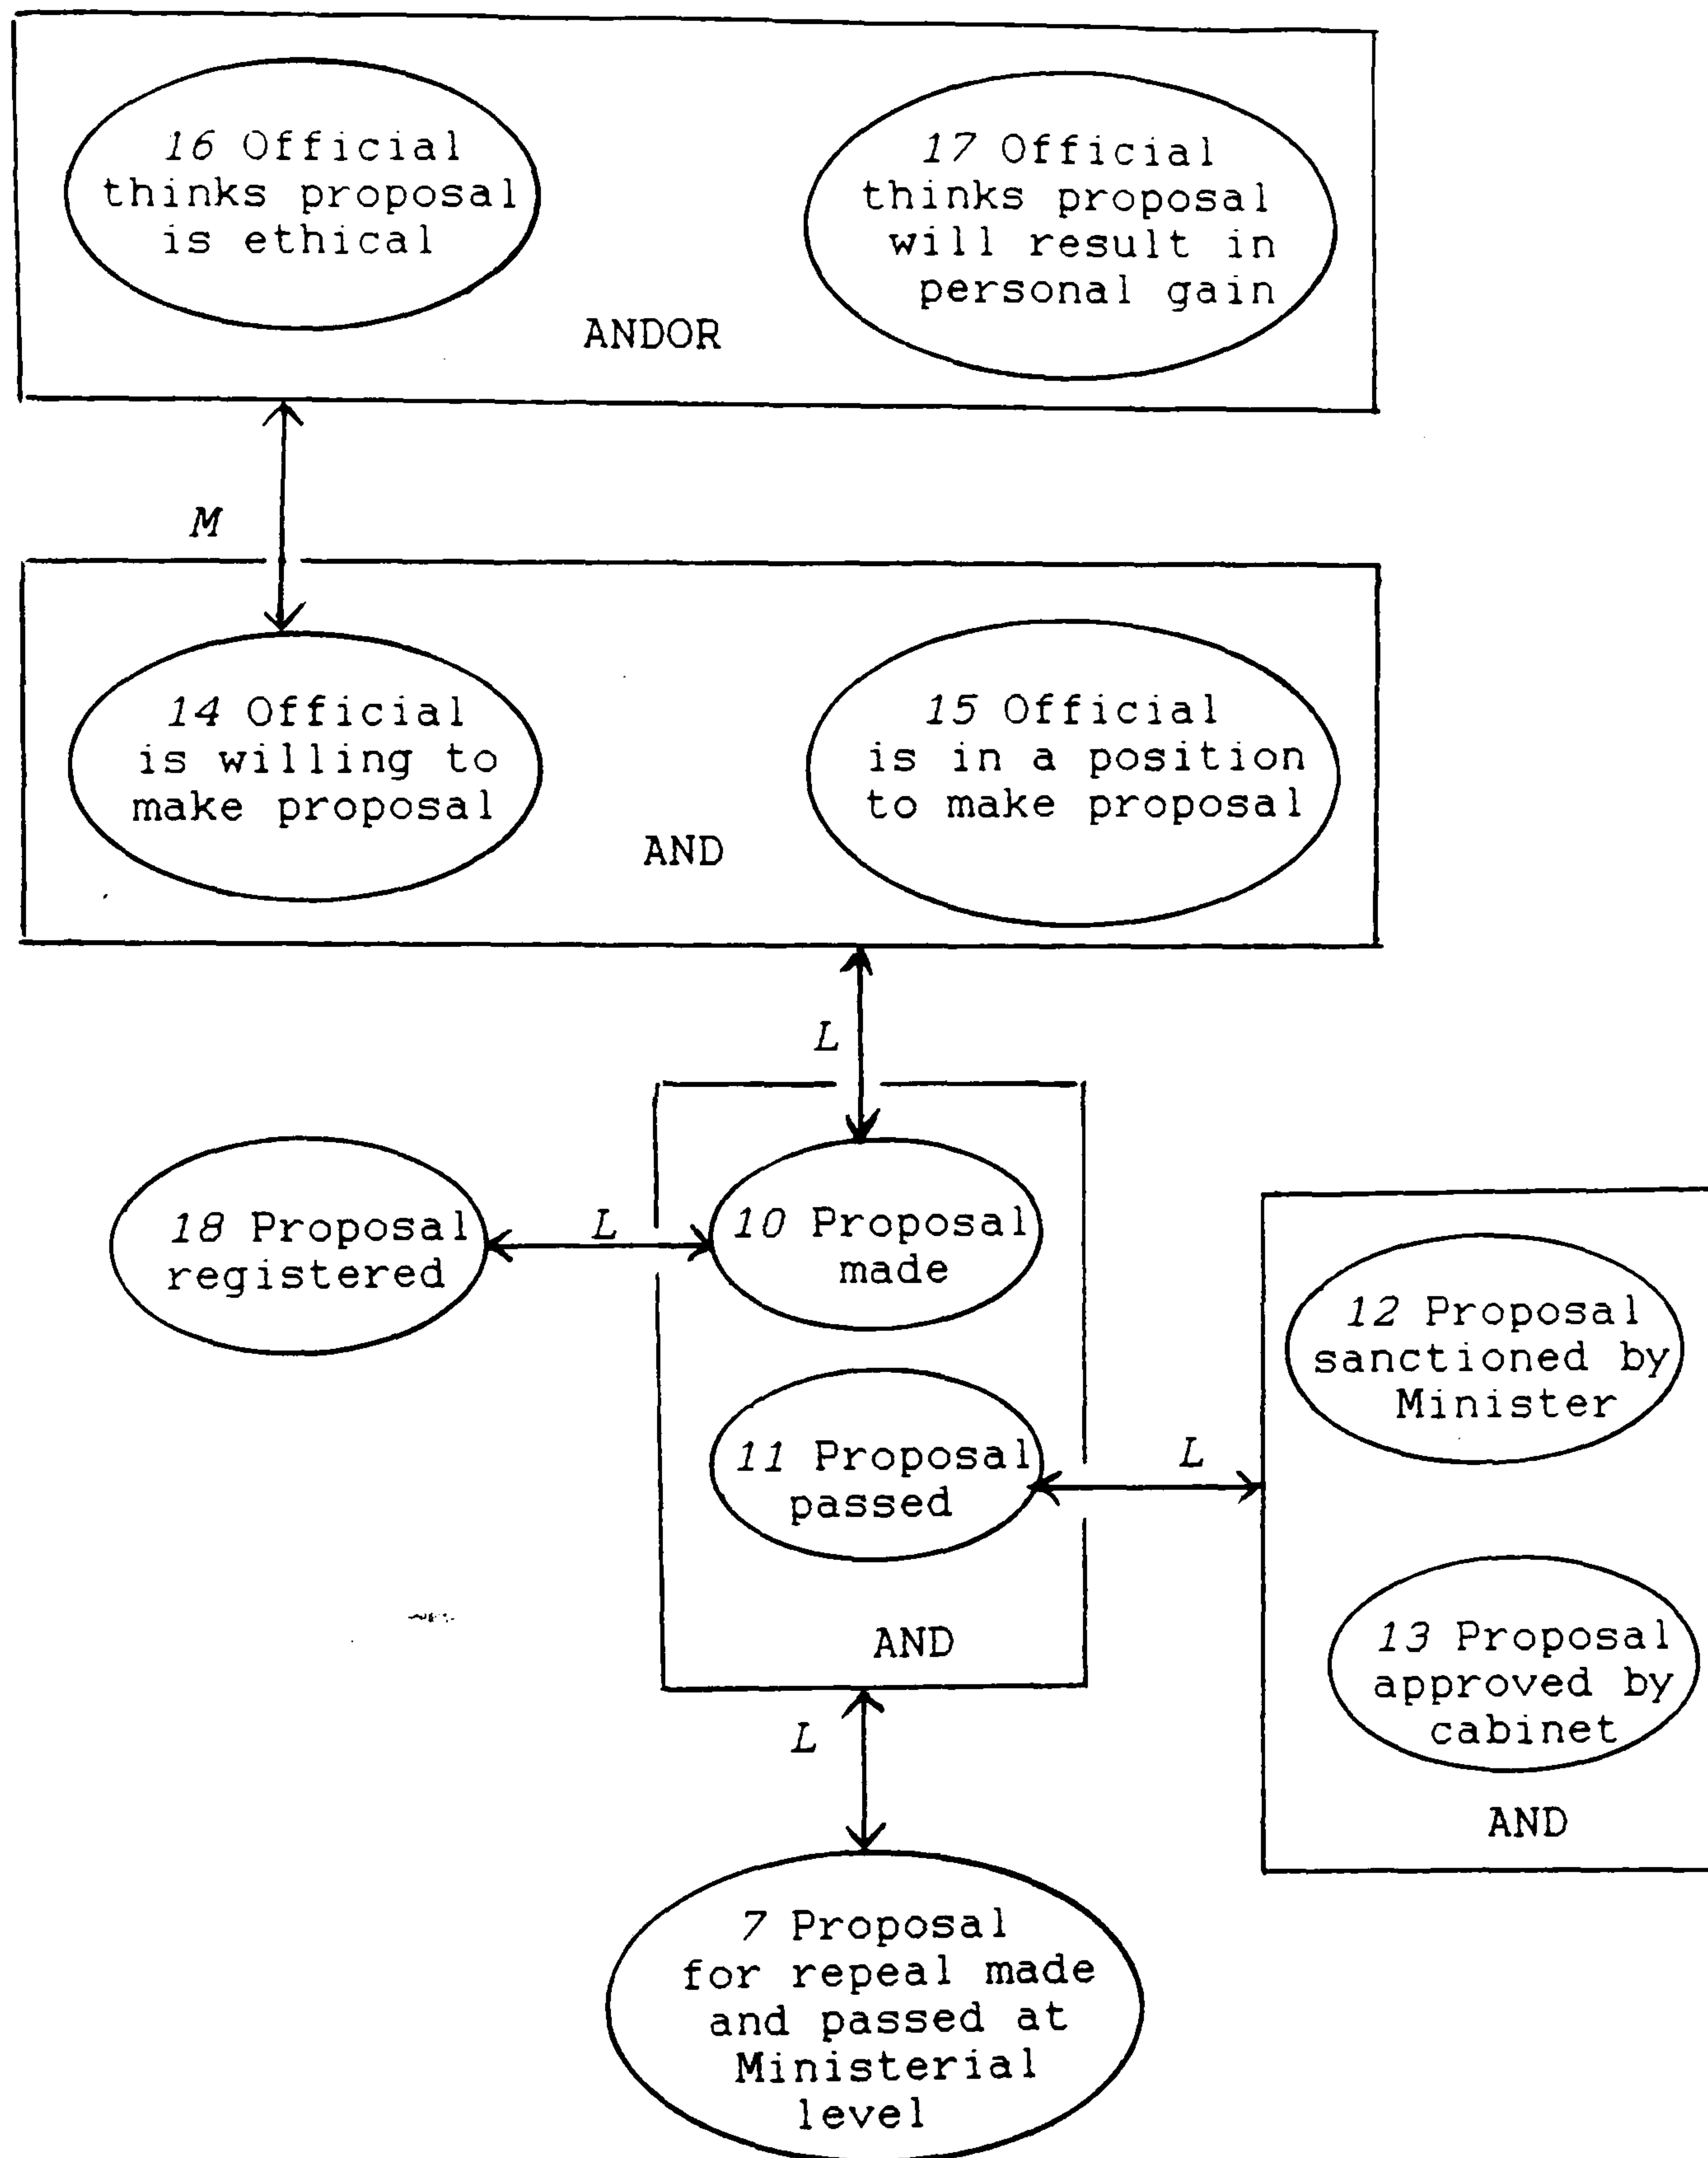 16 Official
thinks proposal
is ethical
17 Official
thinks proposal
will result in
personal gain
ANDOR
M
14 Official
is willing to
make proposal
15 Official
is in a position
to make proposal
AND
L
18 Proposal
registered
L
10 Proposal
made
11 Proposal
passed
AND
L
12 Proposal
sanctioned by
Minister
13 Proposal
approved by
cabinet
AND
L
7 Proposal
for repeal made
and passed at
Ministerial
level